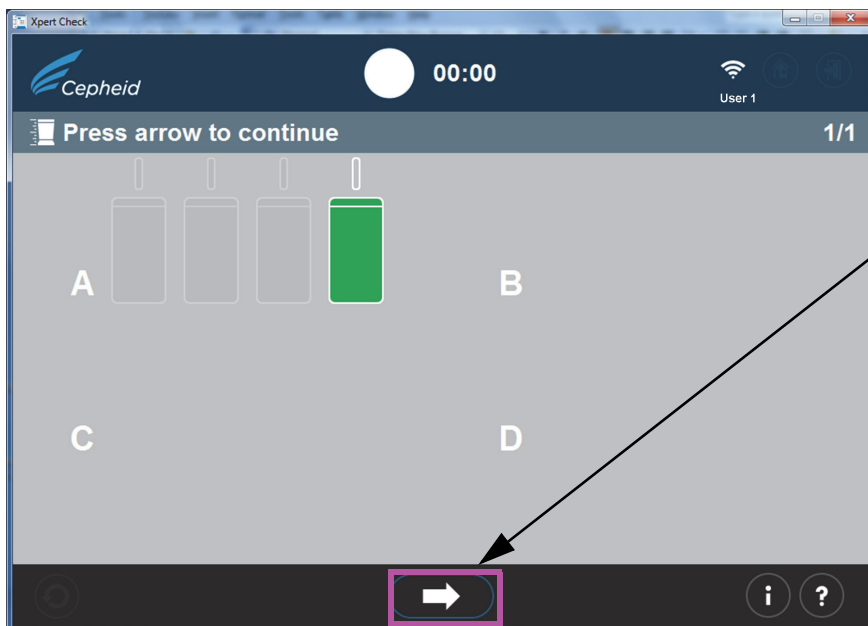 Xpert Check
Cepheid
00:00
User 1
Press arrow to continue
1/1
A
B
C
D
i
?